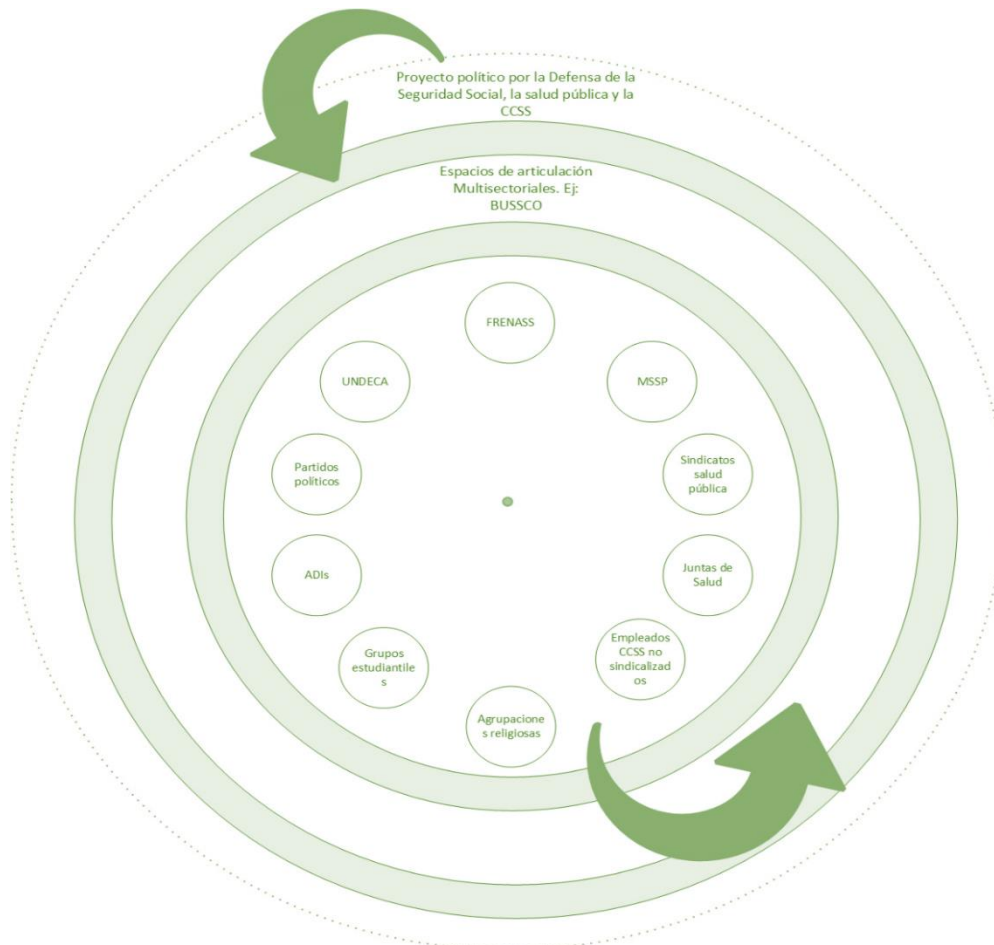 Proyecto político por la Defensa de la
Seguridad Social, la salud pública y la
CCSS
Espacios de articulación
Multisectoriales. Ej:
BUSSCO
FRENASS
UNDECA
MSSP
Partidos
políticos
Sindicatos
salud
pública
ADIs
Juntas de
Salud
Grupos
estudiantile
s
Empleados
CCSS no
sindicalizad
os
Agrupacione
s religiosas